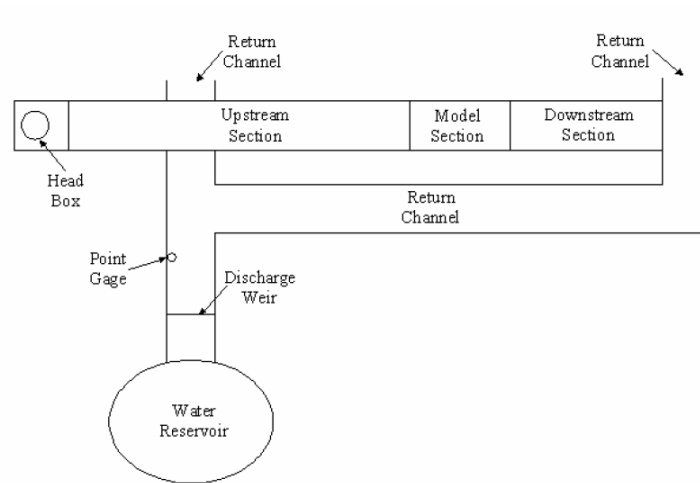 Return
Channel
Return
Channel
Upstream
Section
Model
Section
Downstream
Section
Head
Box
Return
Channel
Point
Gage
Discharge
Weir
Water
Reservoir